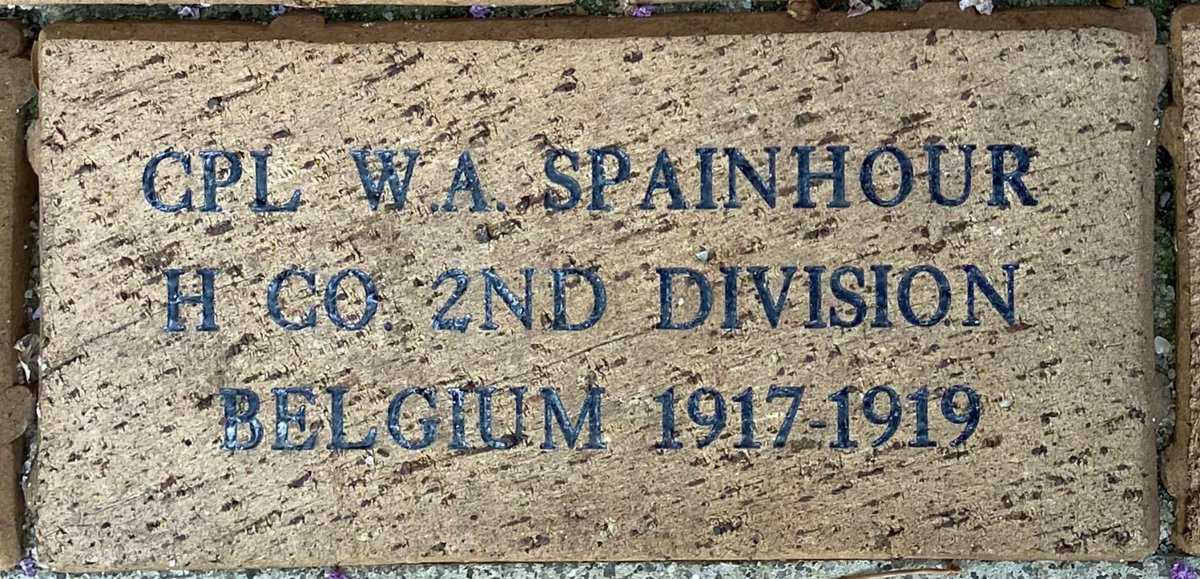 CPL W.A. SPAINHOUR
H CO. 2ND DIVISION
BELGIUM 1917-1919